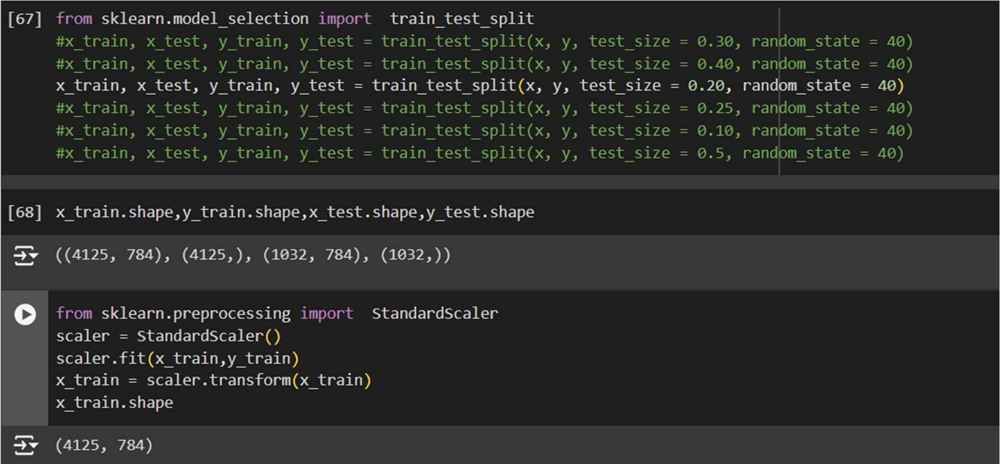 [67] from sklearn.model_selection import  train_test_split
#x_train, x_test, y_train, y_test = train_test_split(x, y, test_size = 0.30, random_state = 40)
#x_train, x_test, y_train, y_test = train_test_split(x, y, test_size = 0.40, random_state = 40)
x_train, x_test, y_train, y_test = train_test_split(x, y, test_size = 0.20, random_state = 40)
#x_train, x_test, y_train, y_test = train_test_split(x, y, test_size = 0.25, random_state = 40)
#x_train, x_test, y_train, y_test = train_test_split(x, y, test_size = 0.10, random_state = 40)
#x_train, x_test, y_train, y_test = train_test_split(x, y, test_size = 0.5, random_state = 40)
[68] x_train.shape,y_train.shape,x_test.shape,y_test.shape
((4125, 784), (4125,), (1032, 784), (1032,))
from sklearn.preprocessing import  StandardScaler
scaler = StandardScaler()
scaler.fit(x_train,y_train)
x_train = scaler.transform(x_train)
x_train.shape
(4125, 784)